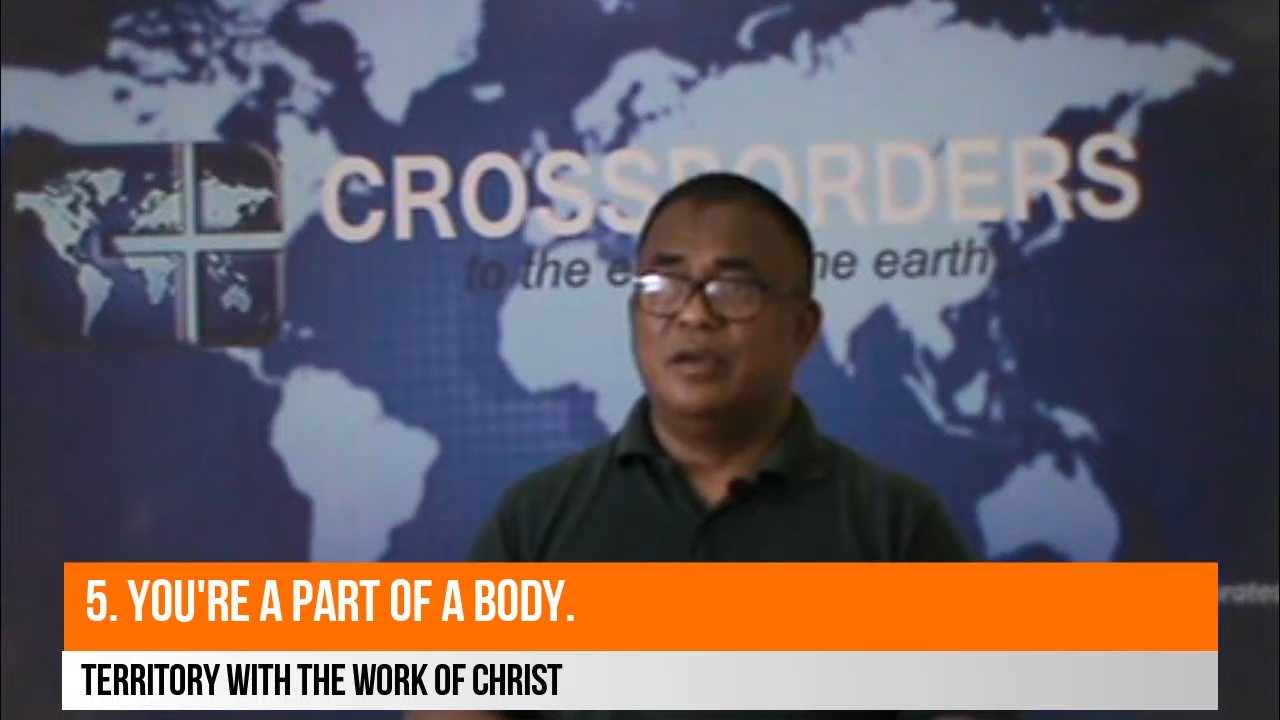 CROSSBORDERS
to the e he earth
5. YOU'RE A PART OF A BODY.
TERRITORY WITH THE WORK OF CHRIST